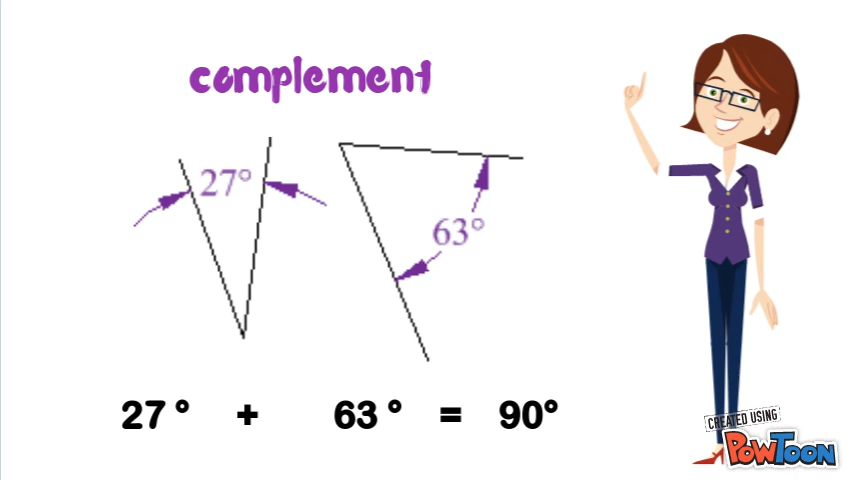 complement
27°
63°
27° + 63° = 90°
CREATED USING
POWTOON